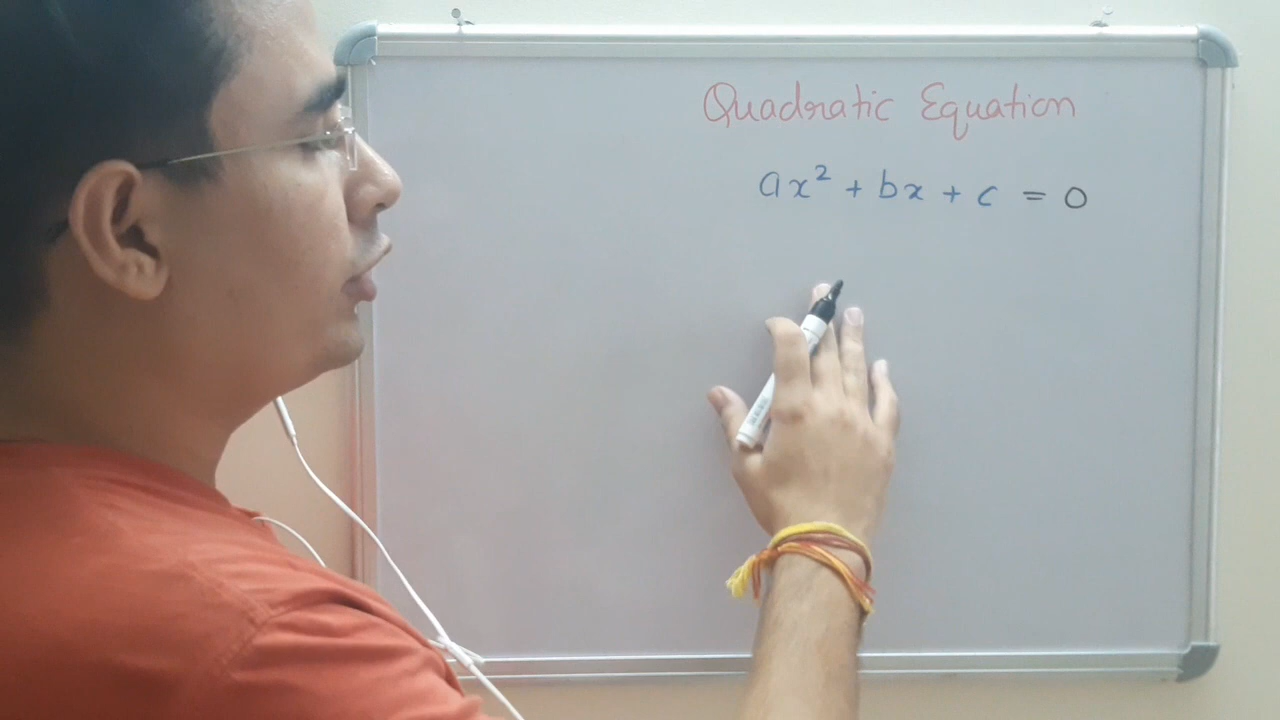 Quadratic Equation
ax² + bx + c = 0